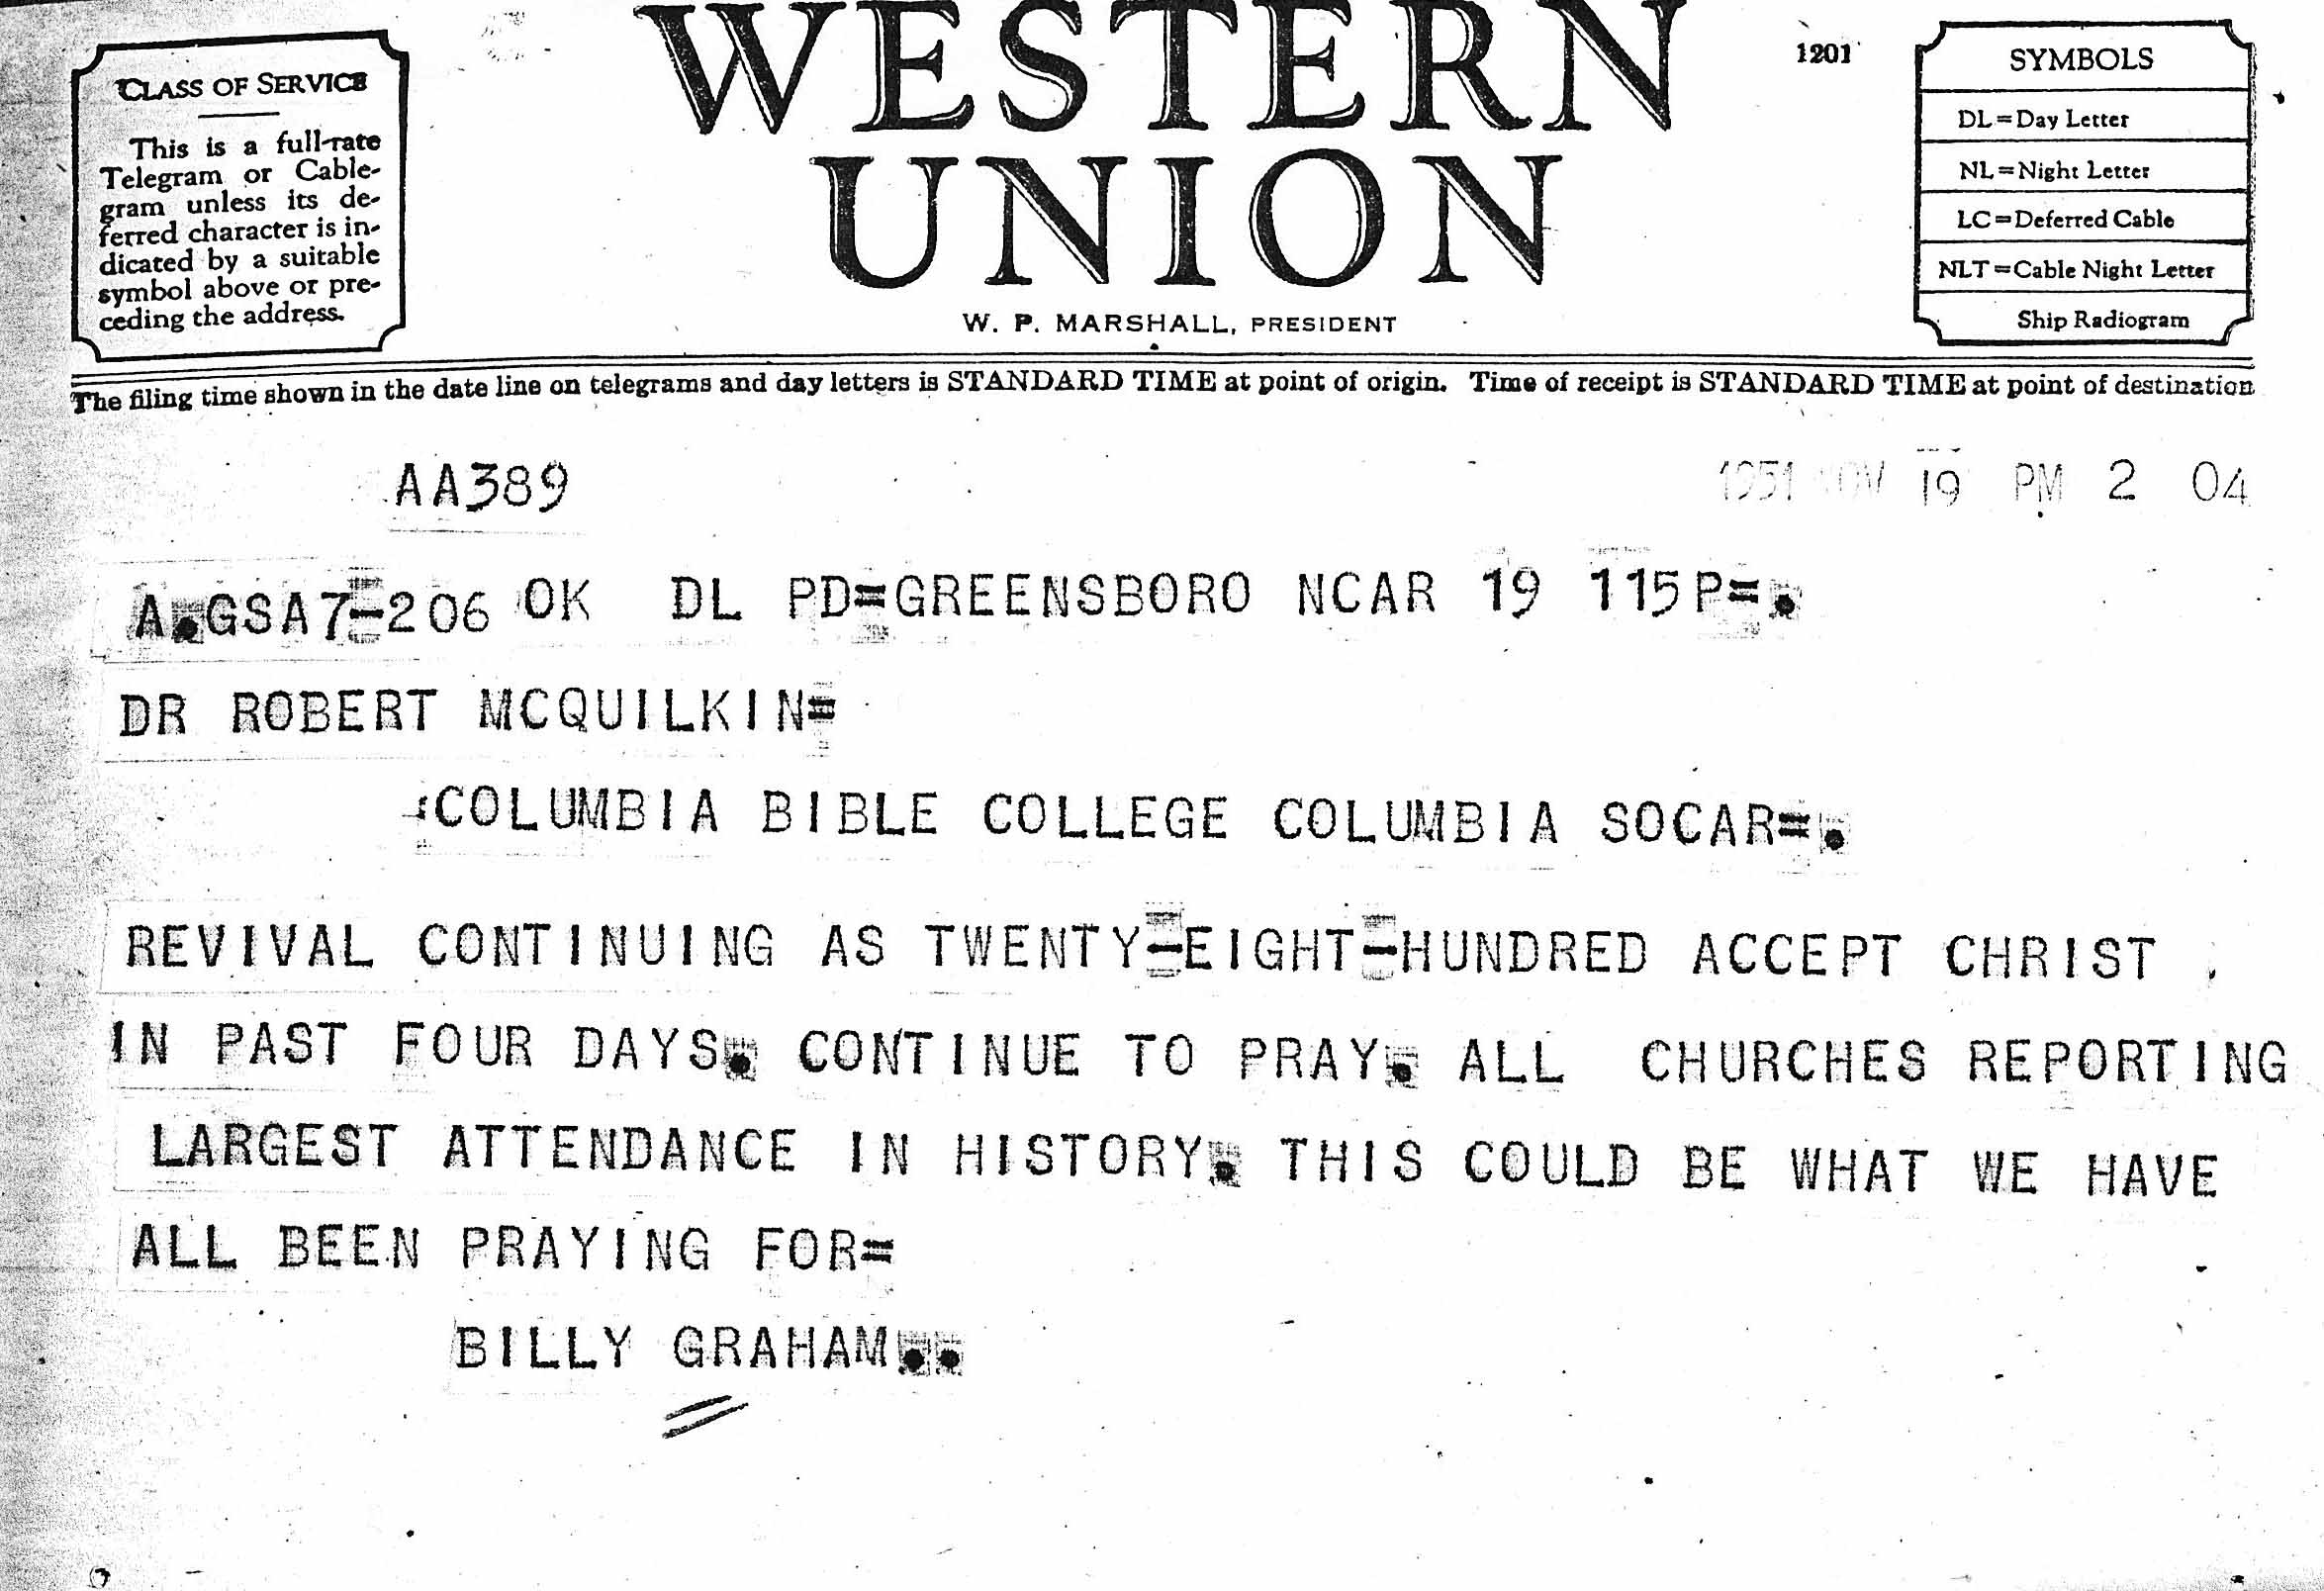 WESTERN
UNION
W. P. MARSHALL, PRESIDENT
1201
CLASS OF SERVICE
This is a full-rate
Telegram or Cable-
gram unless its de-
ferred character is in-
dicated by a suitable
symbol above or pre-
ceding the address.
SYMBOLS
DL=Day Letter
NL=Night Letter
LC=Deferred Cable
NLT=Cable Night Letter
Ship Radiogram
The filing time shown in the date line on telegrams and day letters is STANDARD TIME at point of origin. Time of receipt is STANDARD TIME at point of destination
AA389
1951 NOV 19 PM 2 04
A.GSA7-206 OK DL PD=GREENSBORO NCAR 19 115P=.
DR ROBERT MCQUILKIN=
:COLUMBIA BIBLE COLLEGE COLUMBIA SOCAR=.
REVIVAL CONTINUING AS TWENTY-EIGHT-HUNDRED ACCEPT CHRIST
IN PAST FOUR DAYS. CONTINUE TO PRAY. ALL CHURCHES REPORTING
LARGEST ATTENDANCE IN HISTORY. THIS COULD BE WHAT WE HAVE
ALL BEEN PRAYING FOR=
BILLY GRAHAM..